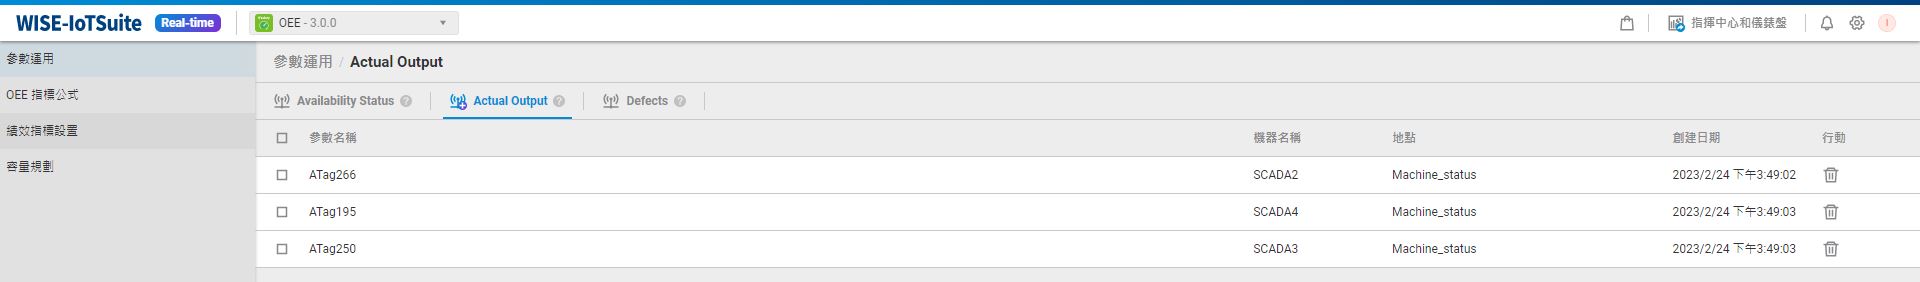 WISE-IoTSuite Real-time OEE - 3.0.0 指揮中心和儀錶盤 I
參數運用
OEE 指標公式
績效指標設置
容量規劃
參數運用 / Actual Output
Availability Status ? Actual Output ? Defects ?
參數名稱 機器名稱 地點 創建日期 行動
ATag266 SCADA2 Machine_status 2023/2/24 下午3:49:02
ATag195 SCADA4 Machine_status 2023/2/24 下午3:49:03
ATag250 SCADA3 Machine_status 2023/2/24 下午3:49:03